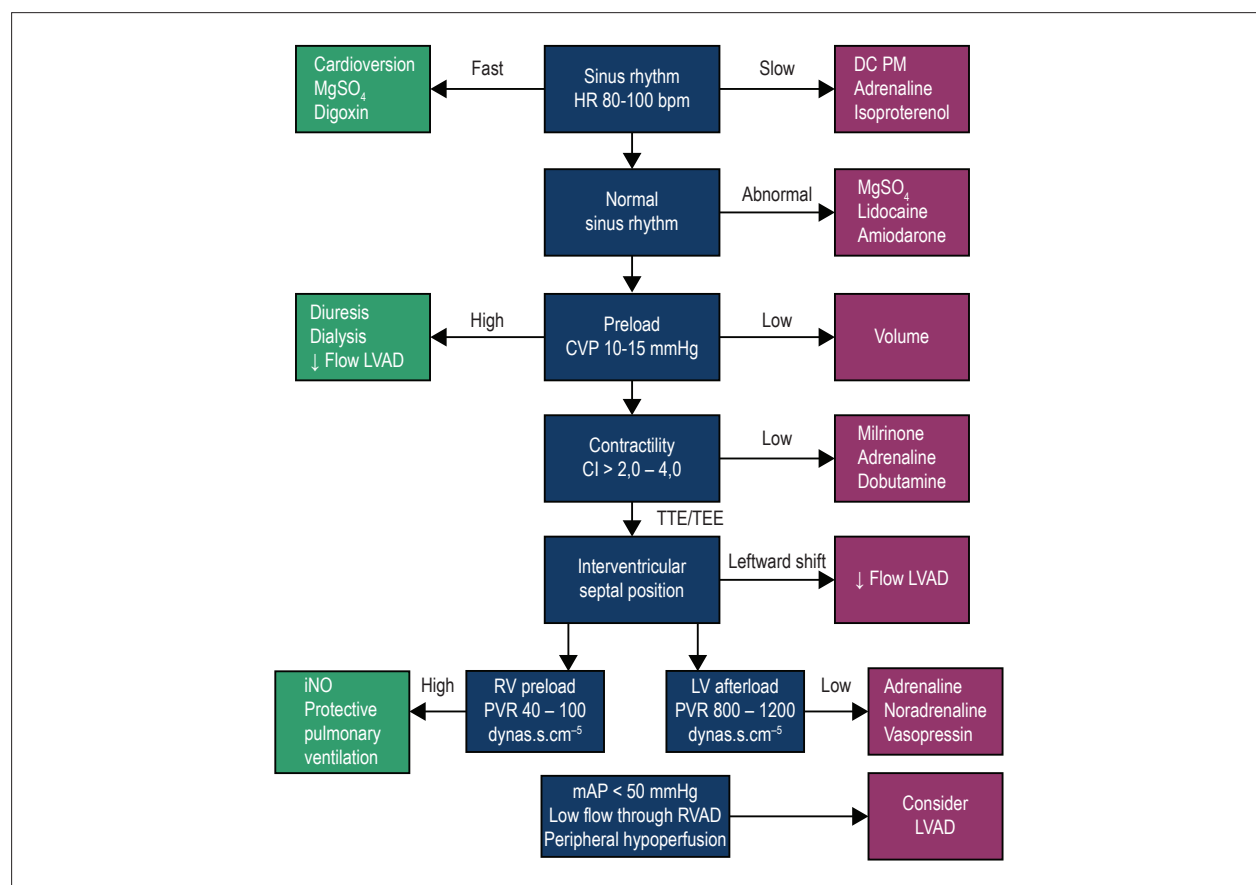 Cardioversion
MgSO₄
Digoxin
Fast
Sinus rhythm
HR 80-100 bpm
Slow
DC PM
Adrenaline
Isoproterenol
Normal
sinus rhythm
Abnormal
MgSO₄
Lidocaine
Amiodarone
Diuresis
Dialysis
↓ Flow LVAD
High
Preload
CVP 10-15 mmHg
Low
Volume
Contractility
CI > 2,0 – 4,0
Low
Milrinone
Adrenaline
Dobutamine
TTE/TEE
Interventricular
septal position
Leftward shift
↓ Flow LVAD
iNO
Protective
pulmonary
ventilation
High
RV preload
PVR 40 – 100
dynas.s.cm⁻⁵
LV afterload
PVR 800 – 1200
dynas.s.cm⁻⁵
Low
Adrenaline
Noradrenaline
Vasopressin
mAP < 50 mmHg
Low flow through RVAD
Peripheral hypoperfusion
Consider
LVAD